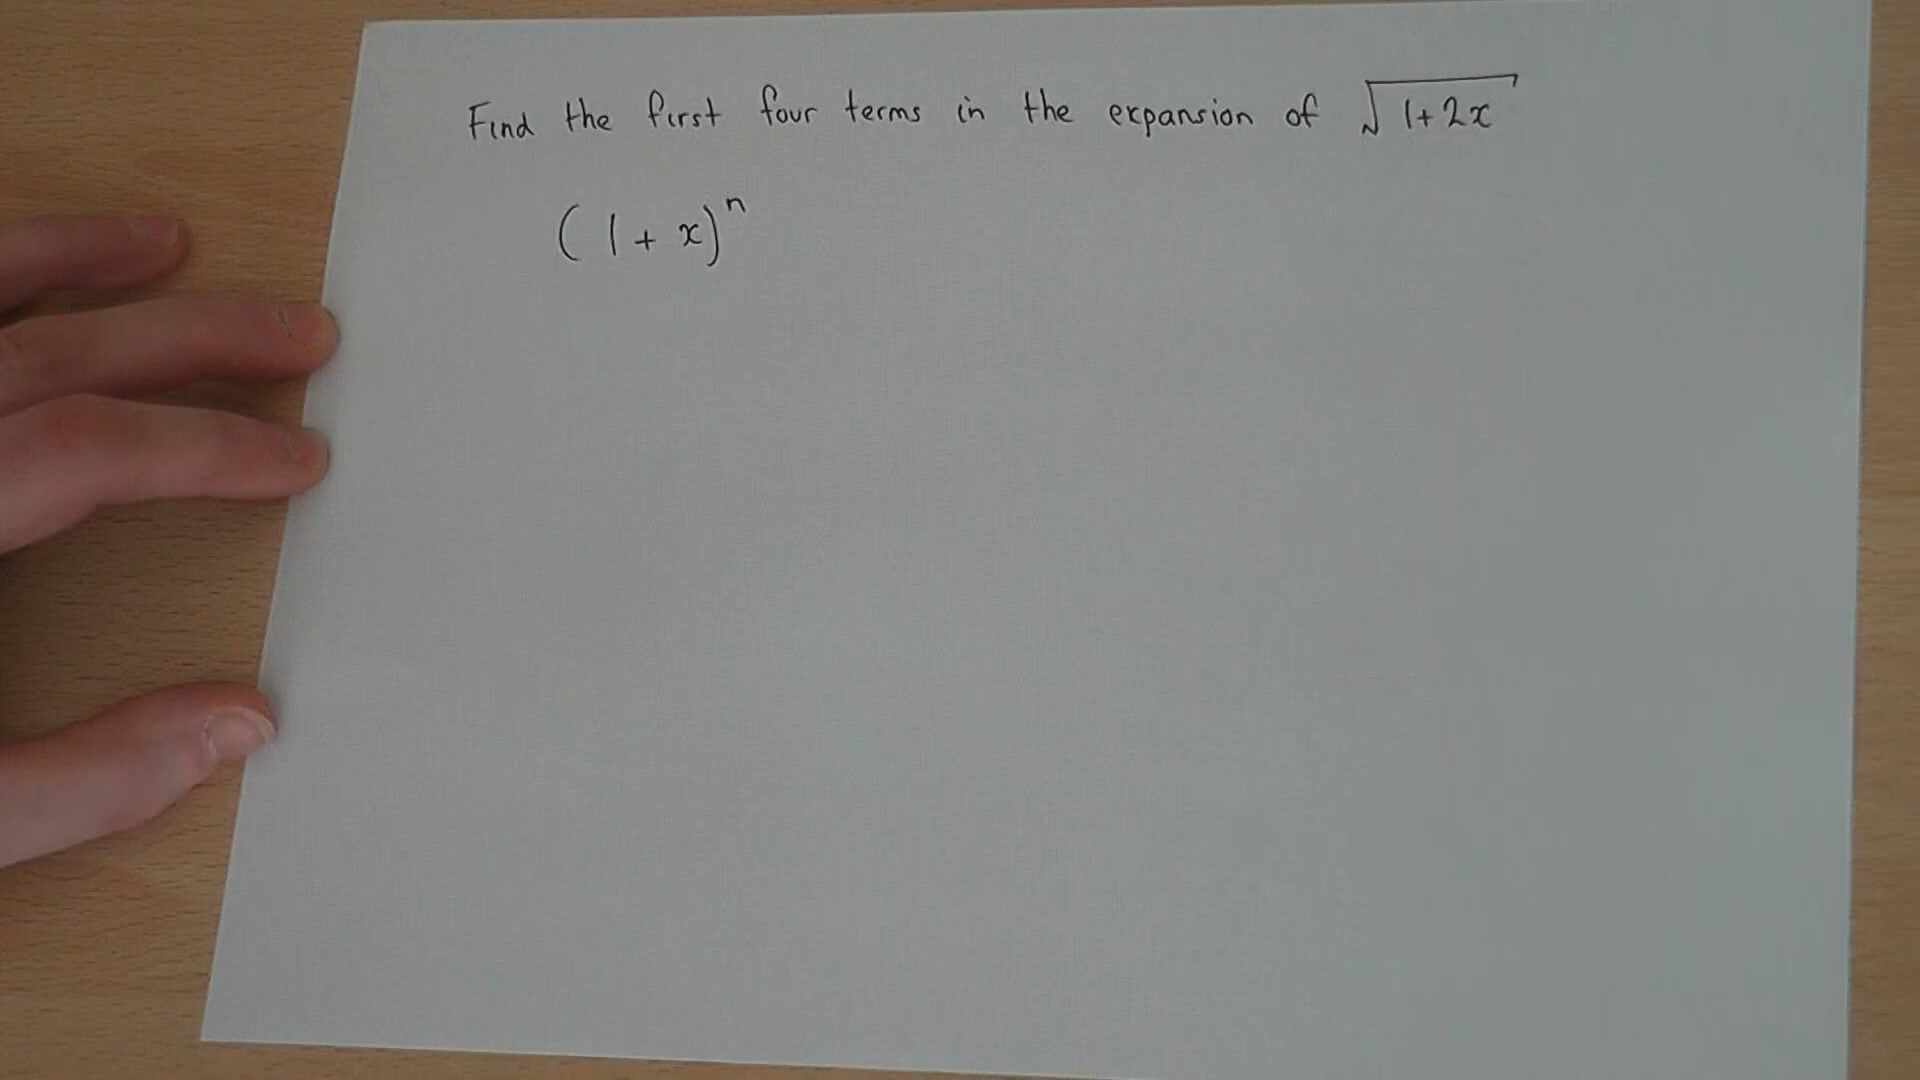 Find the first four terms in the expansion of √(1+2x)
(1 + x)ⁿ